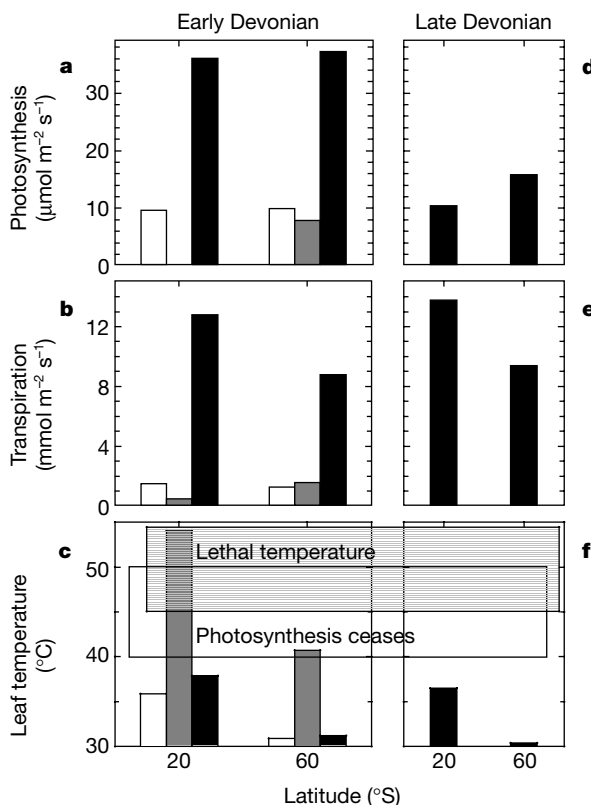 Early Devonian
Late Devonian
a
d
Photosynthesis
(μmol m⁻² s⁻¹)
30
20
10
0
b
e
Transpiration
(mmol m⁻² s⁻¹)
12
8
4
0
c
f
Lethal temperature
Photosynthesis ceases
Leaf temperature
(°C)
50
40
30
20
60
20
60
Latitude (°S)